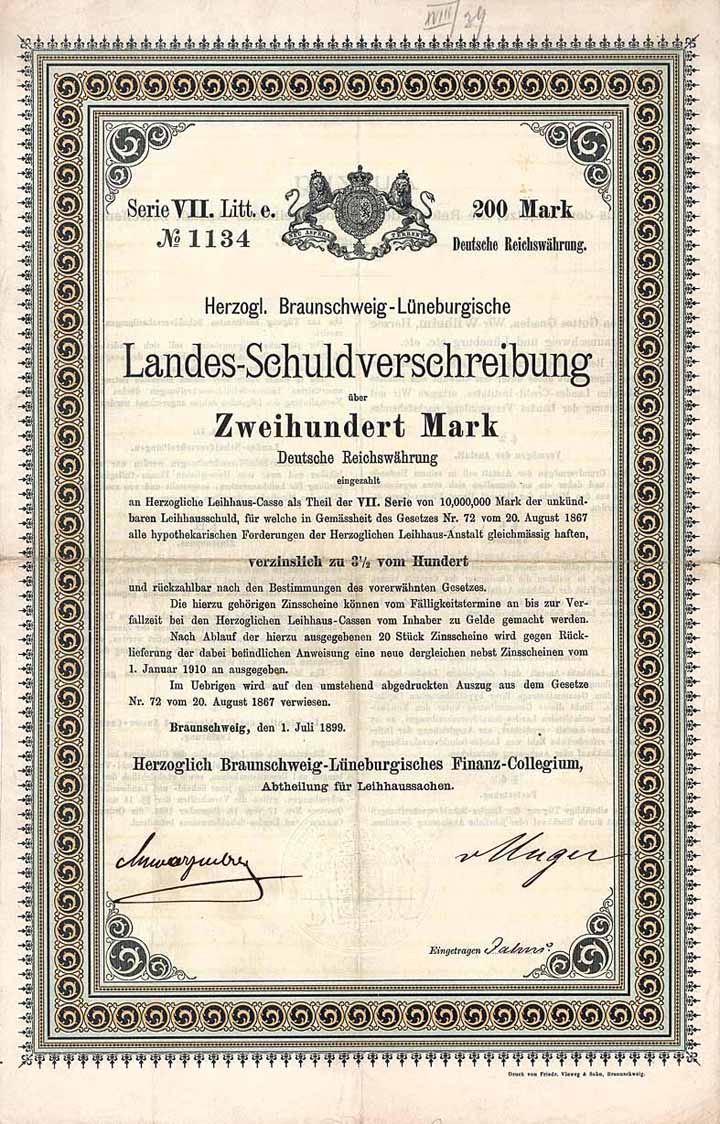 XVIII/29
Serie VII. Litt. e.
№ 1134
NEC ASPERA TERRENT
200 Mark
Deutsche Reichswährung.
Herzogl. Braunschweig-Lüneburgische
Landes-Schuldverschreibung
über
Zweihundert Mark
Deutsche Reichswährung
eingezahlt
an Herzogliche Leihhaus-Casse als Theil der VII. Serie von 10,000,000 Mark der unkünd-
baren Leihhausschuld, für welche in Gemässheit des Gesetzes Nr. 72 vom 20. August 1867
alle hypothekarischen Forderungen der Herzoglichen Leihhaus-Anstalt gleichmässig haften,
verzinslich zu 3½ vom Hundert
und rückzahlbar nach den Bestimmungen des vorerwähnten Gesetzes.
Die hierzu gehörigen Zinsscheine können vom Fälligkeitstermine an bis zur Ver-
fallzeit bei den Herzoglichen Leihhaus-Cassen vom Inhaber zu Gelde gemacht werden.
Nach Ablauf der hierzu ausgegebenen 20 Stück Zinsscheine wird gegen Rück-
lieferung der dabei befindlichen Anweisung eine neue dergleichen nebst Zinsscheinen vom
1. Januar 1910 an ausgegeben.
Im Uebrigen wird auf den umstehend abgedruckten Auszug aus dem Gesetze
Nr. 72 vom 20. August 1867 verwiesen.
Braunschweig, den 1. Juli 1899.
Herzoglich Braunschweig-Lüneburgisches Finanz-Collegium,
Abtheilung für Leihhaussachen.
v Unger
Eingetragen
Druck von Friedr. Vieweg & Sohn, Braunschweig.